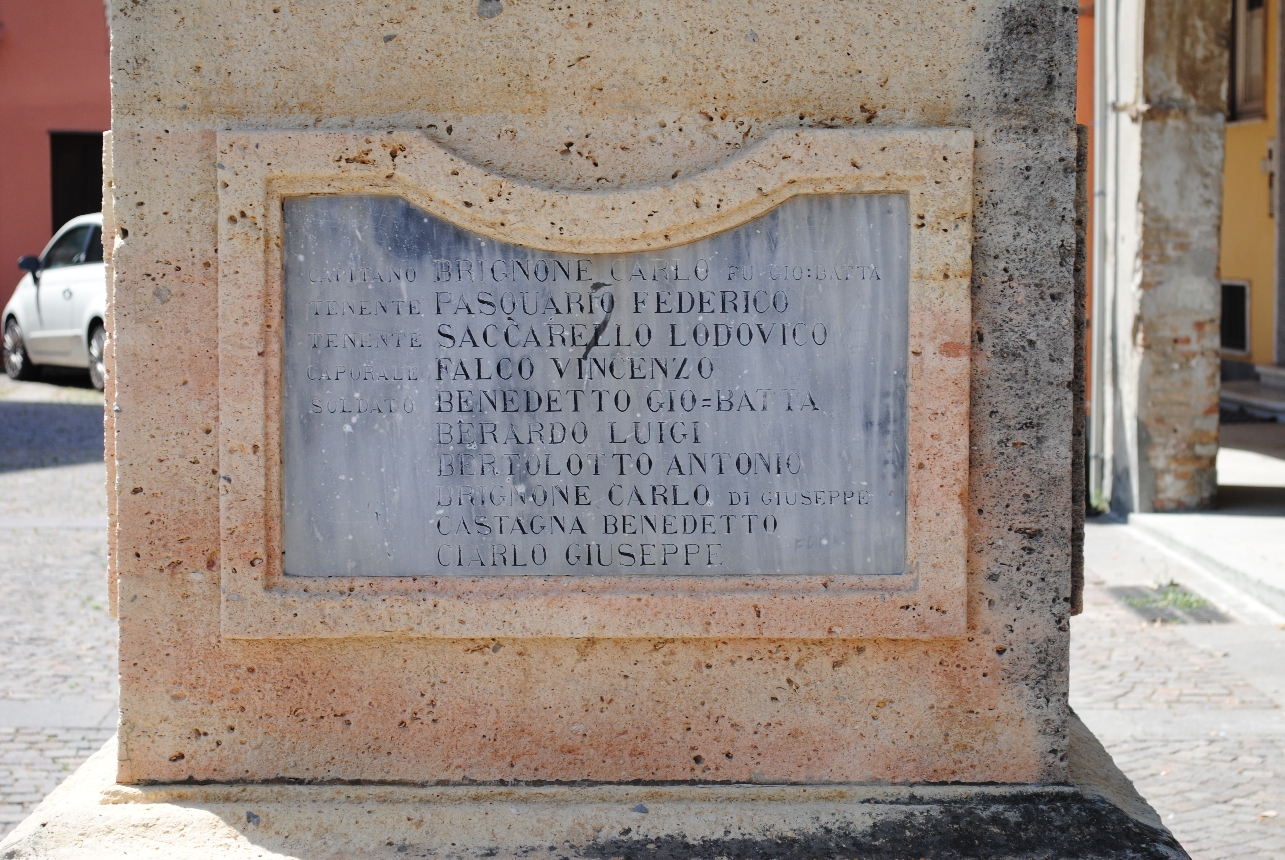 CAPITANO BRIGNONE CARLO FU GIO:BATTA
TENENTE PASQUARIO FEDERICO
TENENTE SACCARELLO LODOVICO
CAPORALE FALCO VINCENZO
SOLDATO BENEDETTO GIO=BATTA
BERARDO LUIGI
BERTOLOTTO ANTONIO
BRIGNONE CARLO DI GIUSEPPE
CASTAGNA BENEDETTO
CIARLO GIUSEPPE